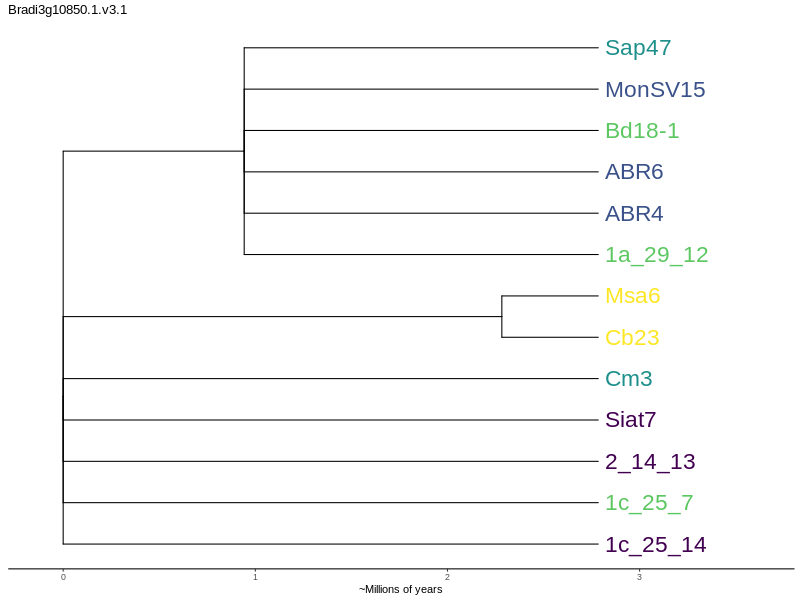 Bradi3g10850.1.v3.1
Sap47
MonSV15
Bd18-1
ABR6
ABR4
1a_29_12
Msa6
Cb23
Cm3
Siat7
2_14_13
1c_25_7
1c_25_14
0 1 2 3
~Millions of years